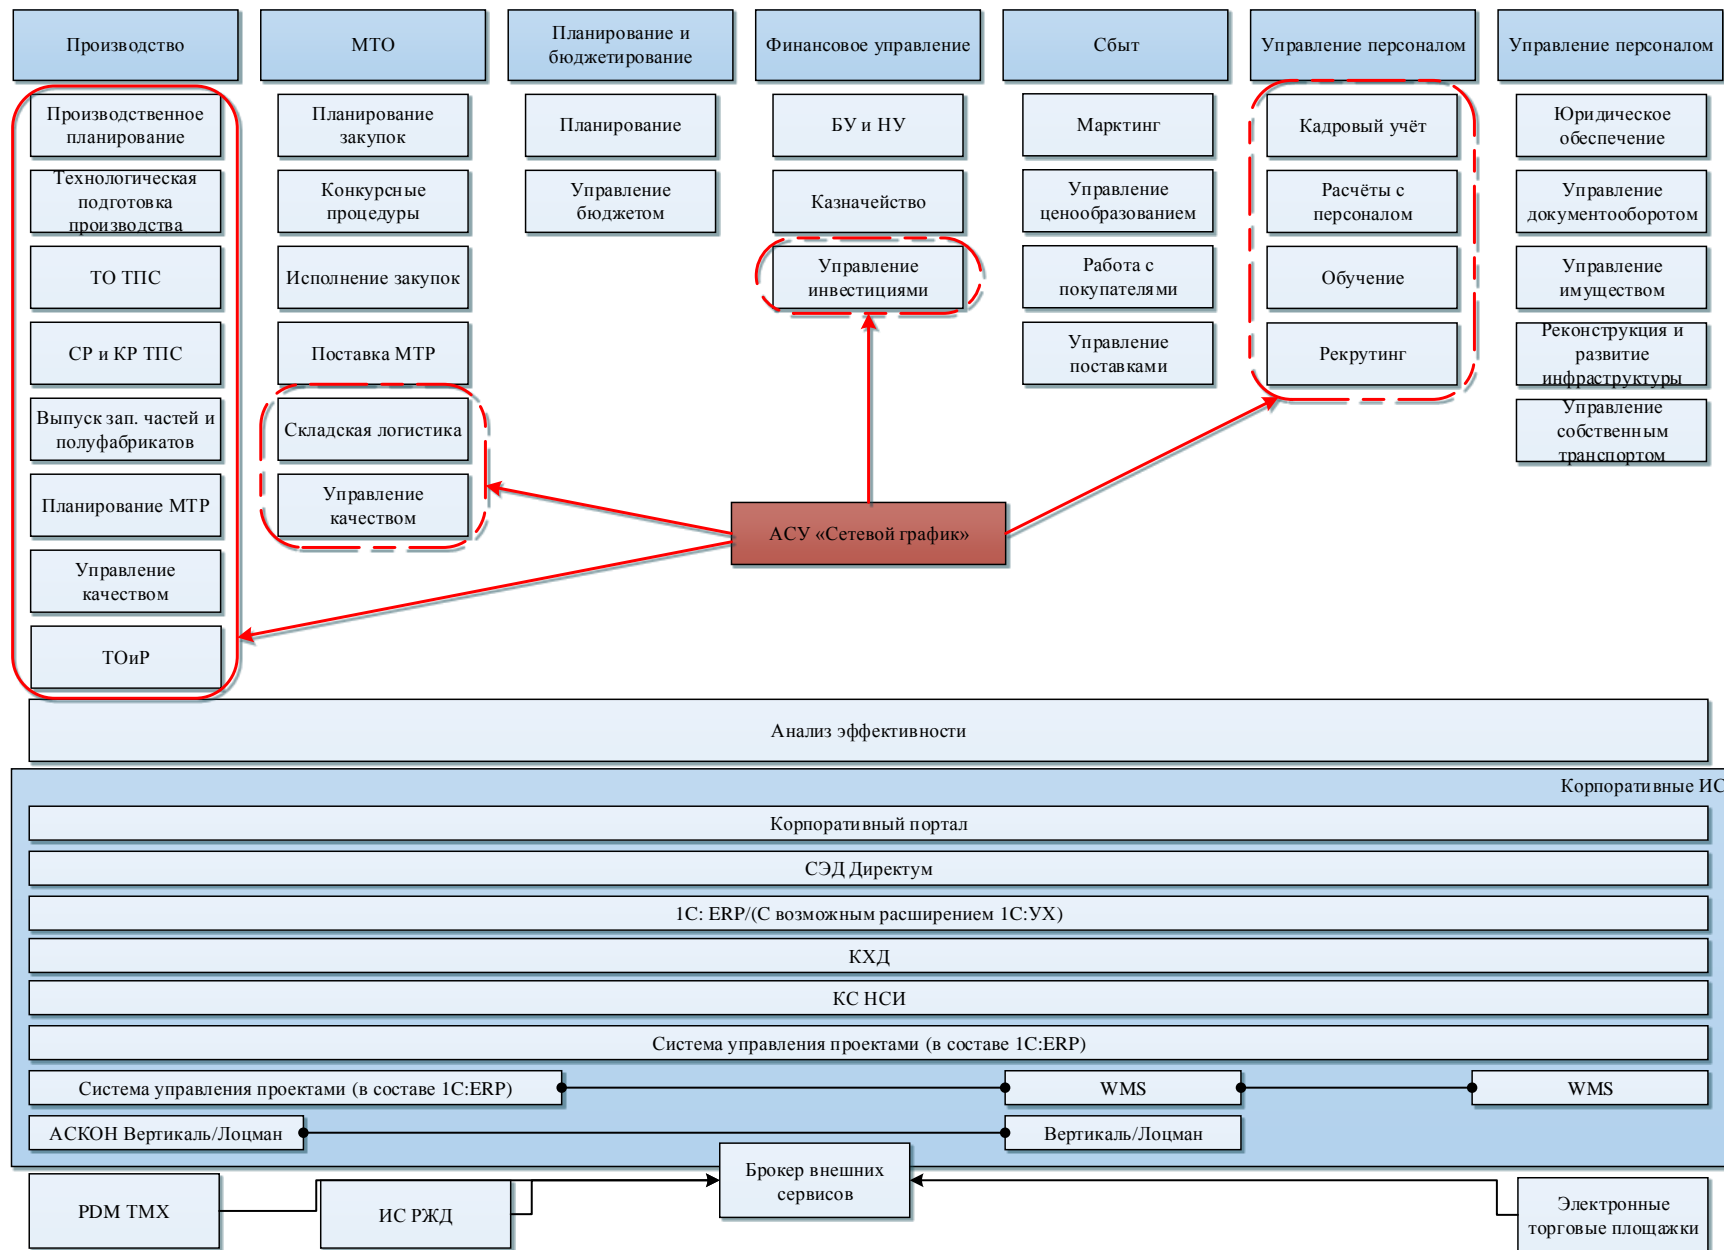 Производство
МТО
Планирование и
бюджетирование
Финансовое управление
Сбыт
Управление персоналом
Управление персоналом
Производственное
планирование
Технологическая
подготовка
производства
ТО ТПС
СР и КР ТПС
Выпуск зап. частей и
полуфабрикатов
Планирование МТР
Управление
качеством
ТОиР
Планирование
закупок
Конкурсные
процедуры
Исполнение закупок
Поставка МТР
Складская логистика
Управление
качеством
Планирование
Управление
бюджетом
БУ и НУ
Казначейство
Управление
инвестициями
Марктинг
Управление
ценообразованием
Работа с
покупателями
Управление
поставками
Кадровый учёт
Расчёты с
персоналом
Обучение
Рекрутинг
Юридическое
обеспечение
Управление
документооборотом
Управление
имуществом
Реконструкция и
развитие
инфраструктуры
Управление
собственным
транспортом
АСУ «Сетевой график»
Анализ эффективности
Корпоративные ИС
Корпоративный портал
СЭД Директум
1С: ERP/(С возможным расширением 1С:УХ)
КХД
КС НСИ
Система управления проектами (в составе 1С:ERP)
Система управления проектами (в составе 1С:ERP)
WMS
WMS
АСКОН Вертикаль/Лоцман
Вертикаль/Лоцман
Брокер внешних
сервисов
PDM ТМХ
ИС РЖД
Электронные
торговые площажки